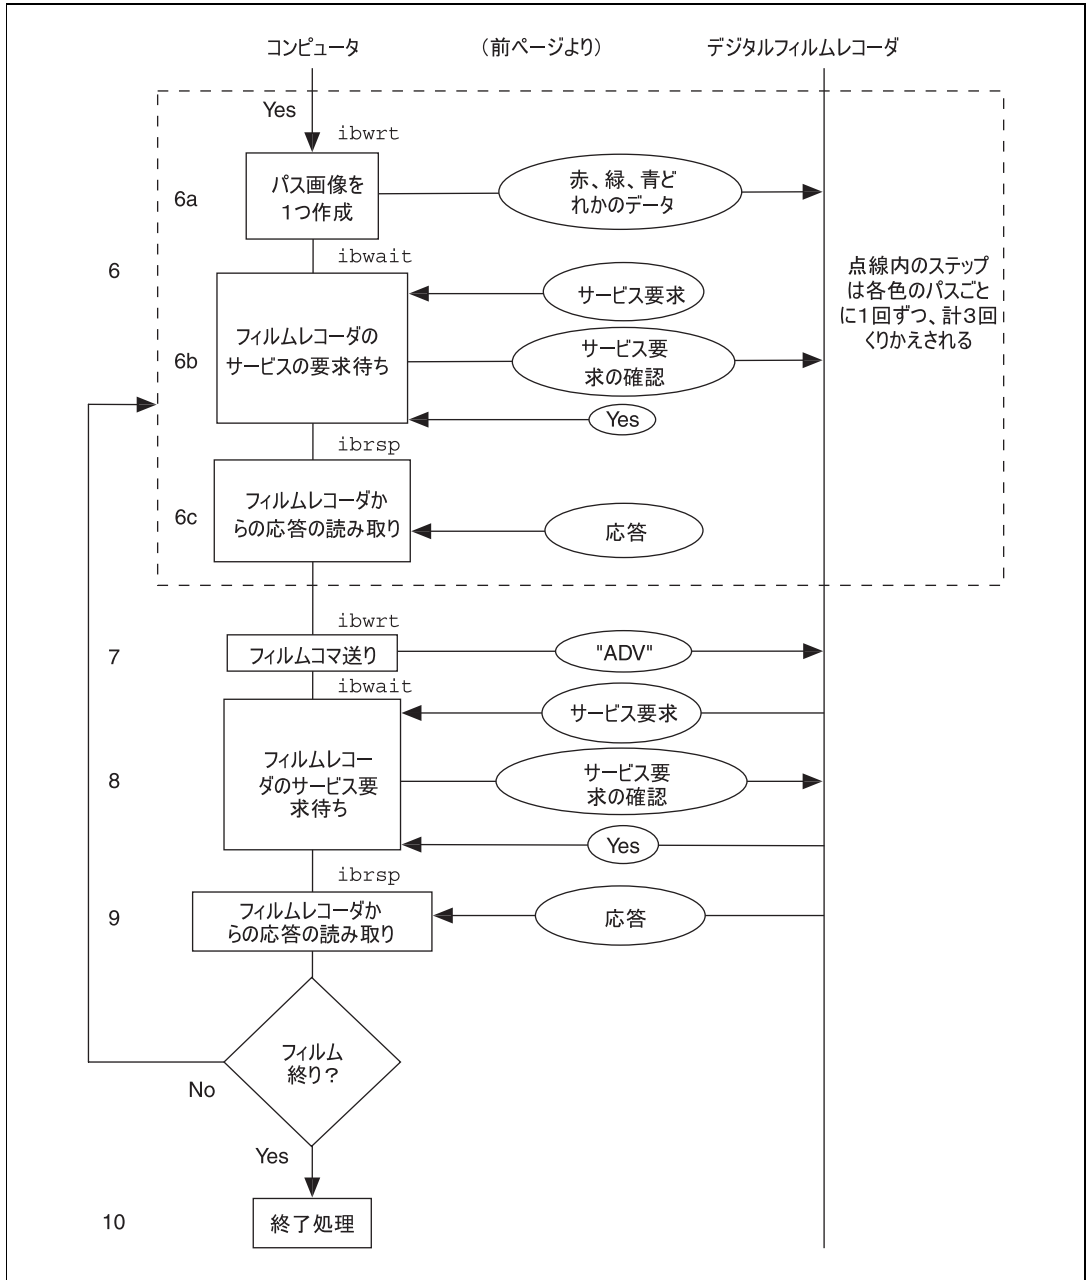 コンピュータ
（前ページより）
デジタルフィルムレコーダ
Yes
ibwrt
6a
パス画像を
1つ作成
赤、緑、青ど
れかのデータ
ibwait
6
サービス要求
点線内のステップ
は各色のパスごと
に1回ずつ、計3回
くりかえされる
フィルムレコーダの
サービスの要求待ち
6b
サービス要
求の確認
Yes
ibrsp
6c
フィルムレコーダか
らの応答の読み取り
応答
ibwrt
7
フィルムコマ送り
"ADV"
ibwait
サービス要求
8
フィルムレコー
ダのサービス要
求待ち
サービス要
求の確認
Yes
ibrsp
9
フィルムレコーダか
らの応答の読み取り
応答
フィルム
終り？
No
Yes
10
終了処理